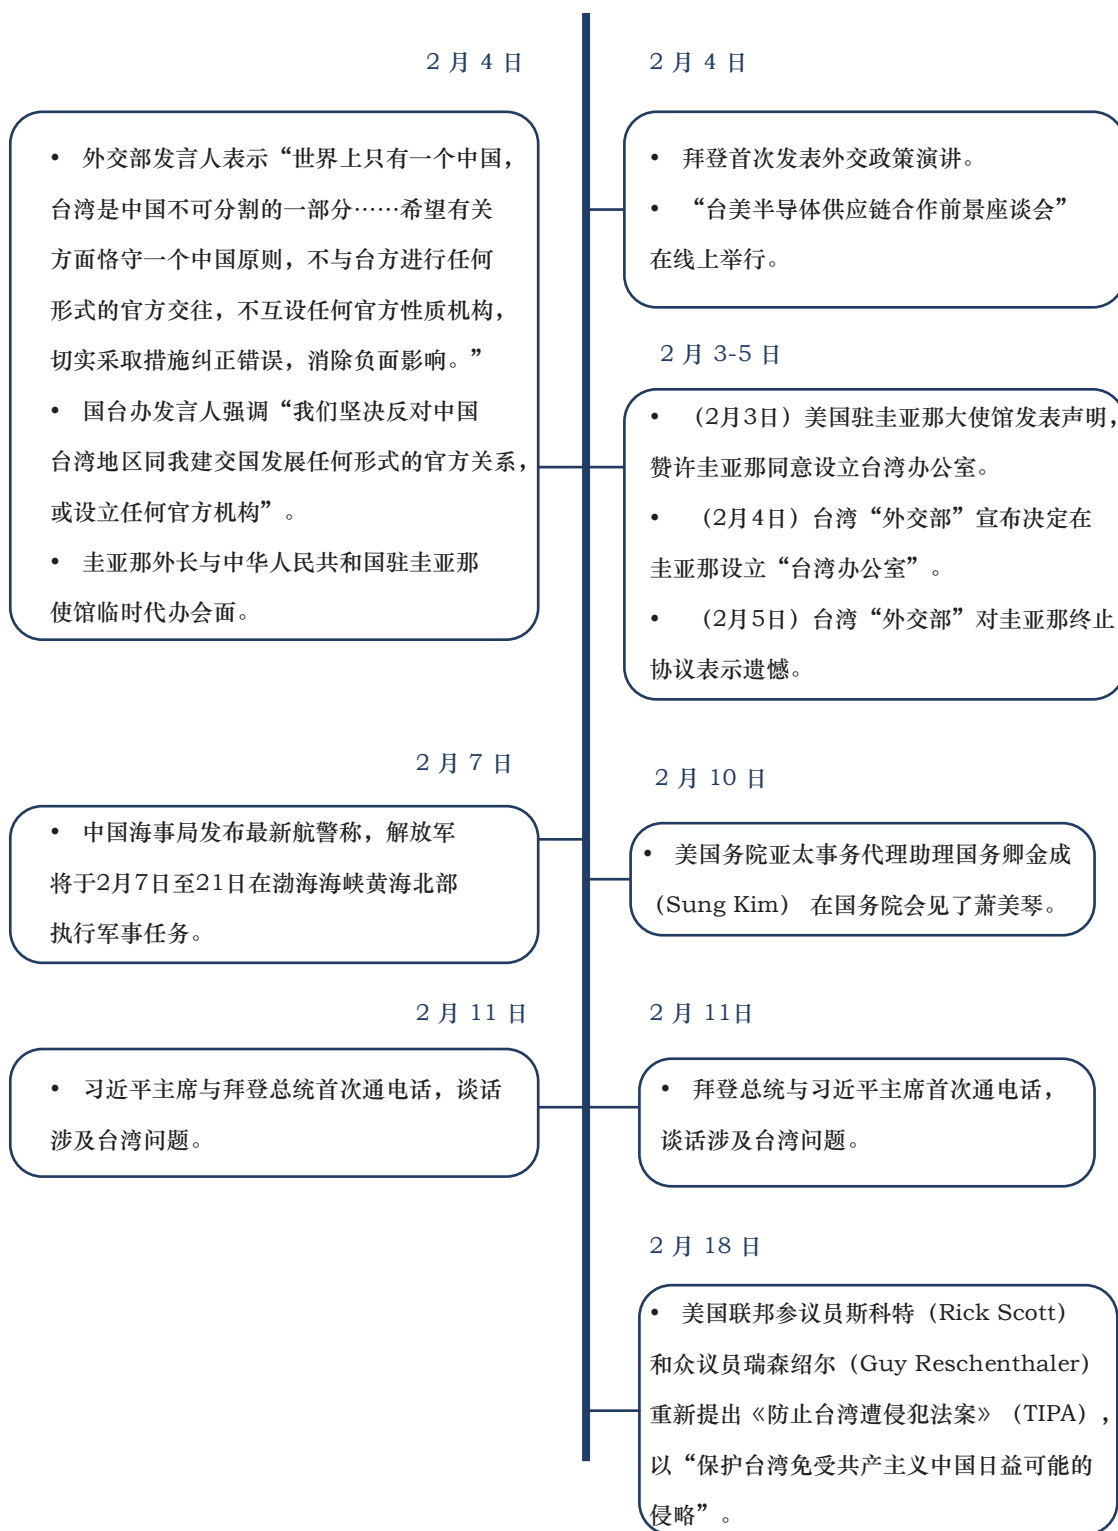 2 月 4 日
• 外交部发言人表示“世界上只有一个中国，
台湾是中国不可分割的一部分……希望有关
方面恪守一个中国原则，不与台方进行任何
形式的官方交往，不互设任何官方性质机构，
切实采取措施纠正错误，消除负面影响。”
• 国台办发言人强调“我们坚决反对中国
台湾地区同我建交国发展任何形式的官方关系，
或设立任何官方机构”。
• 圭亚那外长与中华人民共和国驻圭亚那
使馆临时代办会面。
2 月 4 日
• 拜登首次发表外交政策演讲。
• “台美半导体供应链合作前景座谈会”
在线上举行。
2 月 3-5 日
• （2月3日）美国驻圭亚那大使馆发表声明，
赞许圭亚那同意设立台湾办公室。
• （2月4日）台湾“外交部”宣布决定在
圭亚那设立“台湾办公室”。
• （2月5日）台湾“外交部”对圭亚那终止
协议表示遗憾。
2 月 7 日
• 中国海事局发布最新航警称，解放军
将于2月7日至21日在渤海海峡黄海北部
执行军事任务。
2 月 10 日
• 美国务院亚太事务代理助理国务卿金成
（Sung Kim） 在国务院会见了萧美琴。
2 月 11 日
• 习近平主席与拜登总统首次通电话，谈话
涉及台湾问题。
2 月 11日
• 拜登总统与习近平主席首次通电话，
谈话涉及台湾问题。
2 月 18 日
• 美国联邦参议员斯科特（Rick Scott）
和众议员瑞森绍尔（Guy Reschenthaler）
重新提出《防止台湾遭侵犯法案》（TIPA），
以“保护台湾免受共产主义中国日益可能的
侵略”。